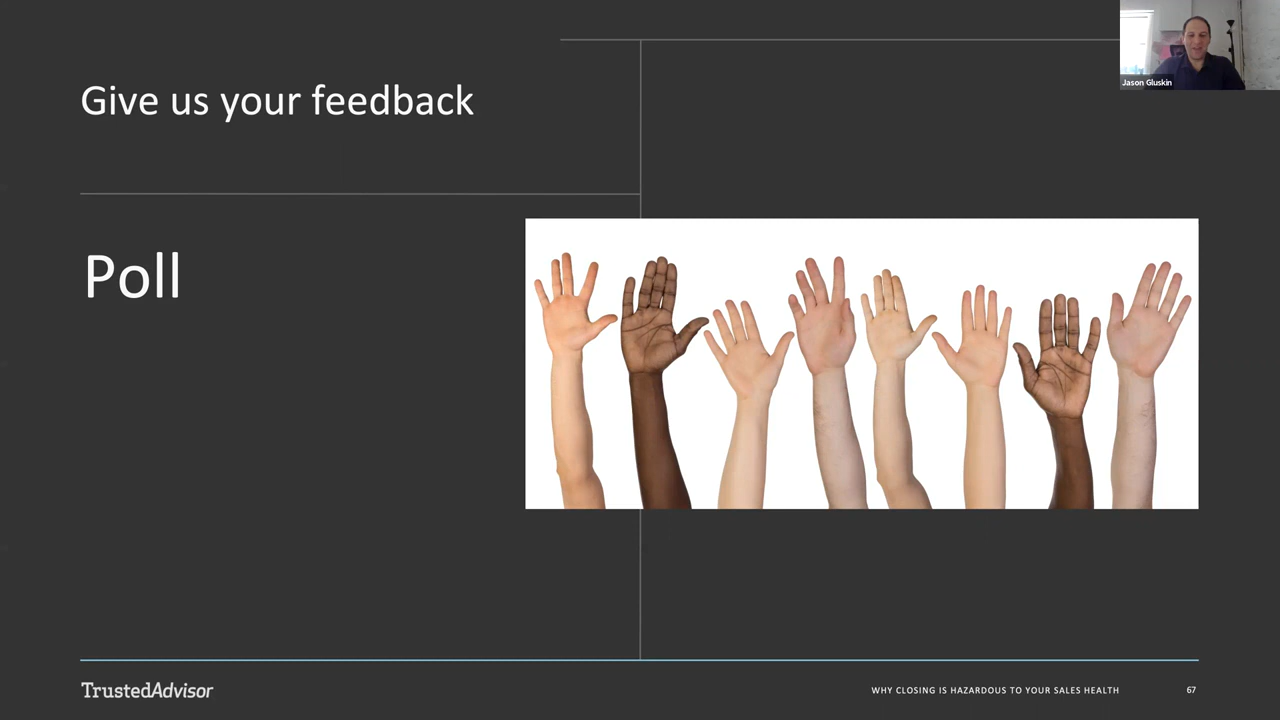 Jason Gluskin
Give us your feedback
Poll
TrustedAdvisor
WHY CLOSING IS HAZARDOUS TO YOUR SALES HEALTH
67